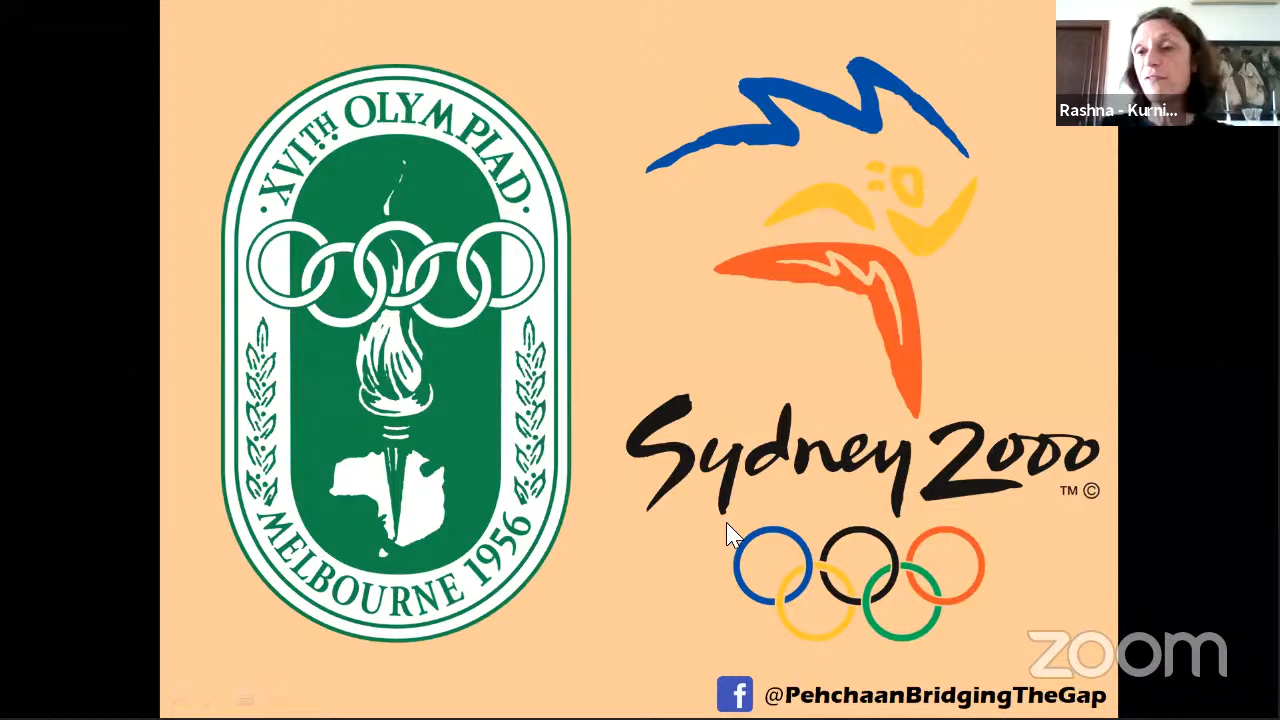 XVITH OLYMPIAD
MELBOURNE 1956
Sydney 2000
TM ©
Rashna - Kurni...
zoom
f @PehchaanBridgingTheGap